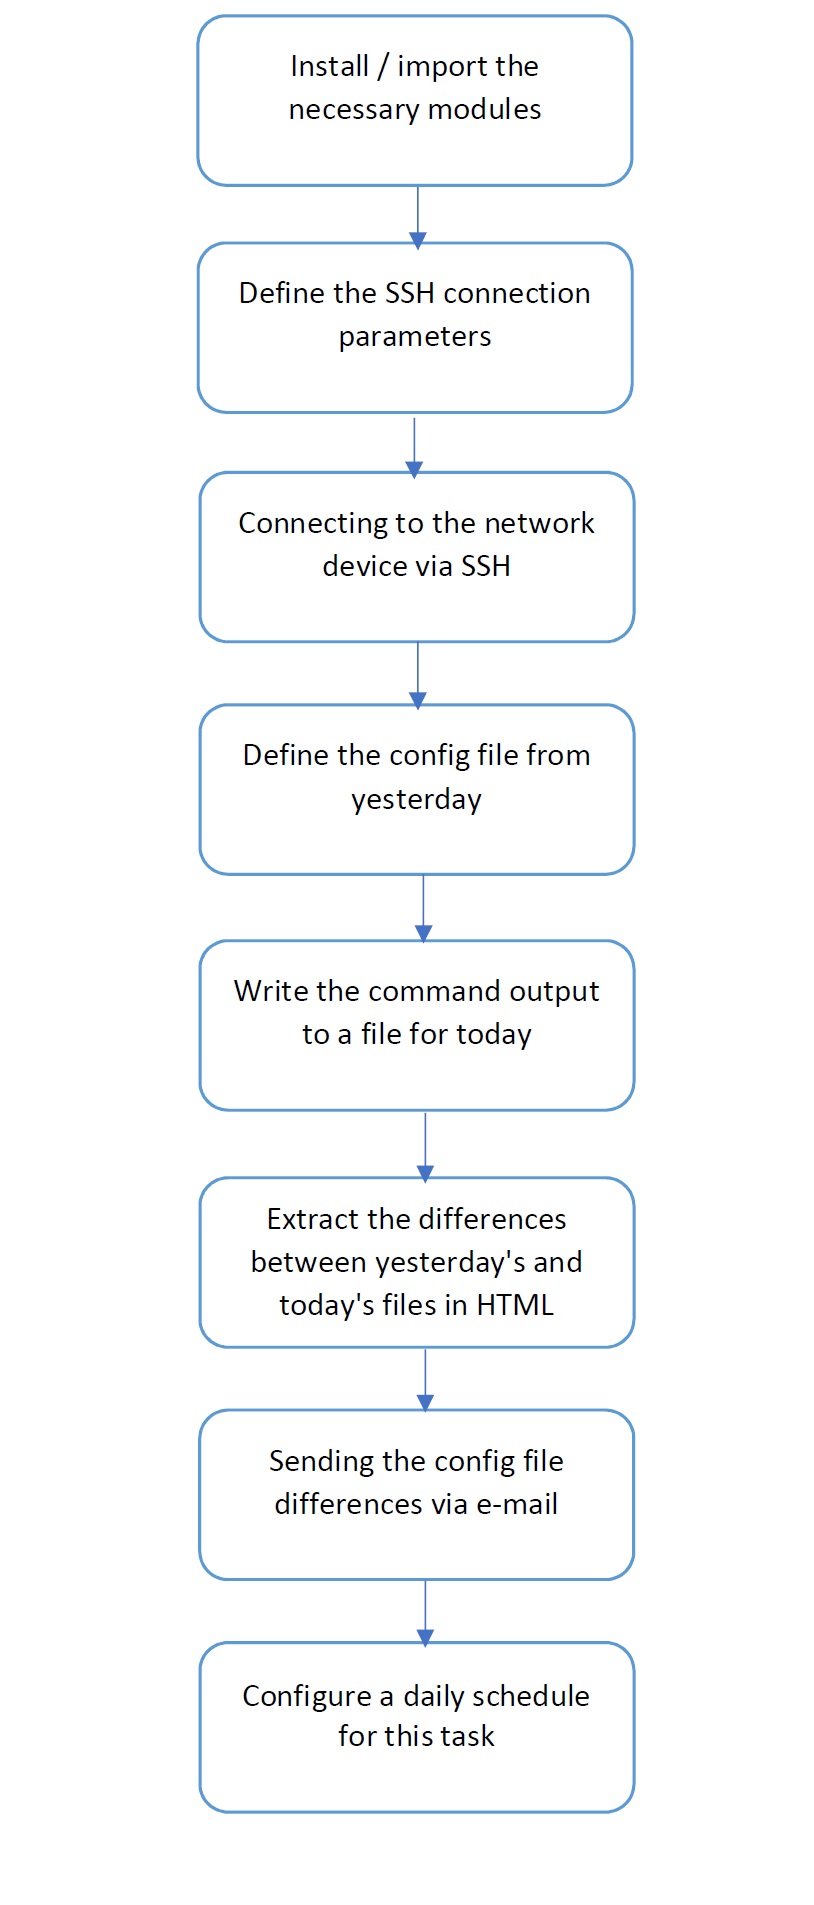 Install / import the
necessary modules
Define the SSH connection
parameters
Connecting to the network
device via SSH
Define the config file from
yesterday
Write the command output
to a file for today
Extract the differences
between yesterday's and
today's files in HTML
Sending the config file
differences via e-mail
Configure a daily schedule
for this task